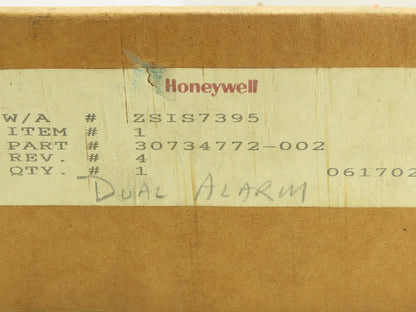 Honeywell
W/A # ZSIS7395
ITEM # 1
PART # 30734772-002
REV. # 4
QTY. # 1 061702
DUAL ALARM